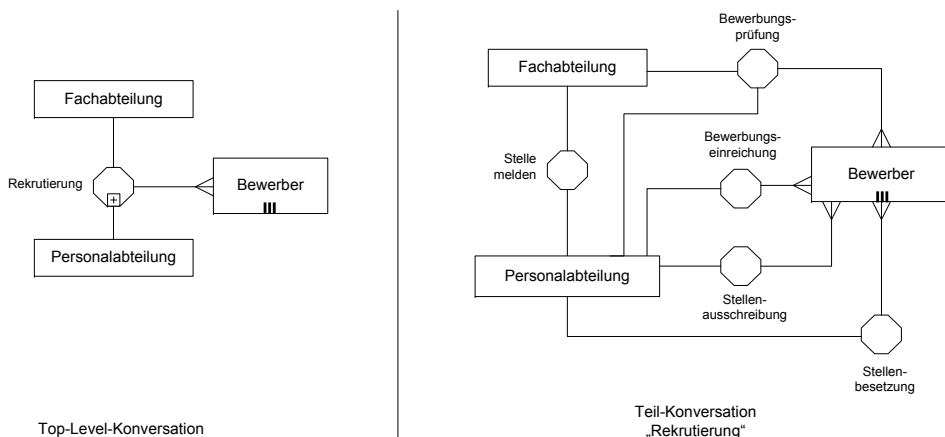 Fachabteilung
Rekrutierung
Bewerber
Personalabteilung
Top-Level-Konversation
Bewerbungs-
prüfung
Fachabteilung
Stelle
melden
Bewerbungs-
einreichung
Bewerber
Personalabteilung
Stellen-
ausschreibung
Stellen-
besetzung
Teil-Konversation
„Rekrutierung“